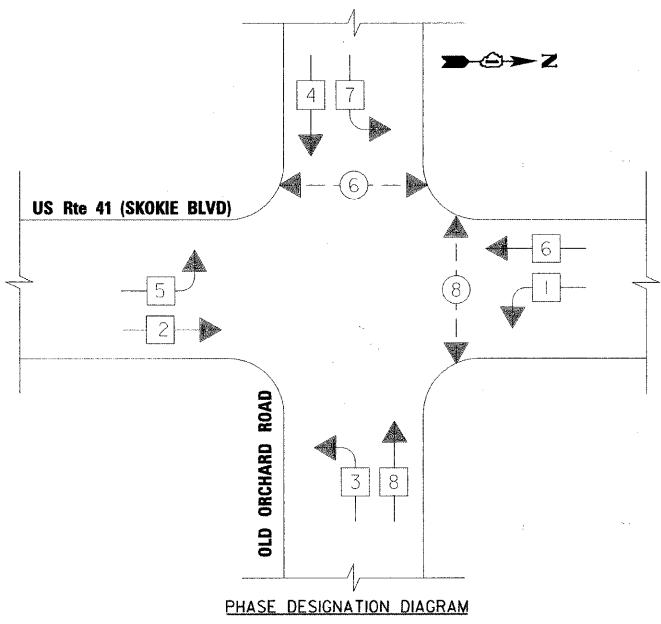 N
4 7
6
US Rte 41 (SKOKIE BLVD)
6
5
8
1
2
OLD ORCHARD ROAD
3 8
PHASE DESIGNATION DIAGRAM